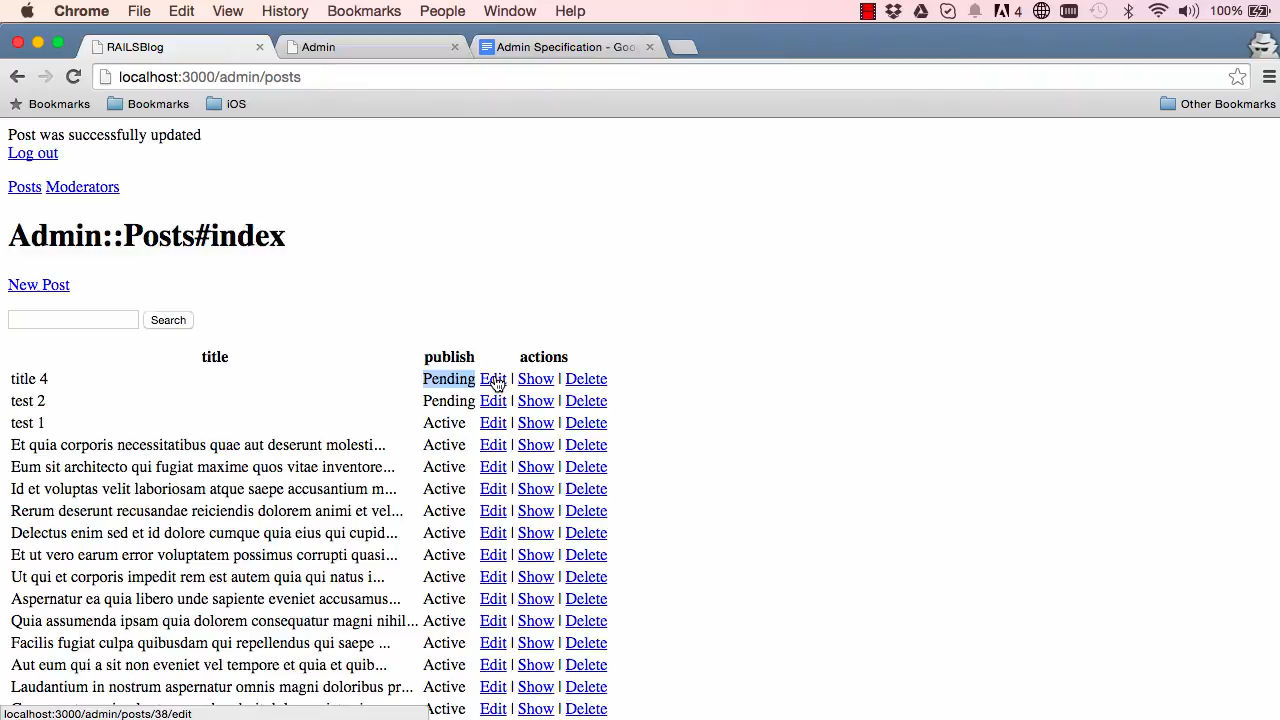 Chrome File Edit View History Bookmarks People Window Help 4 100%
RAILSBlog Admin Admin Specification - Goo
localhost:3000/admin/posts
Bookmarks Bookmarks iOS Other Bookmarks
Post was successfully updated
Log out
Posts Moderators
Admin::Posts#index
New Post
Search
title publish actions
title 4 Pending Edit | Show | Delete
test 2 Pending Edit | Show | Delete
test 1 Active Edit | Show | Delete
Et quia corporis necessitatibus quae aut deserunt molesti... Active Edit | Show | Delete
Eum sit architecto qui fugiat maxime quos vitae inventore... Active Edit | Show | Delete
Id et voluptas velit laboriosam atque saepe accusantium m... Active Edit | Show | Delete
Rerum deserunt recusandae reiciendis dolorem animi et vel... Active Edit | Show | Delete
Delectus enim sed et id dolore cumque quia eius qui cupid... Active Edit | Show | Delete
Et ut vero earum error voluptatem possimus corrupti quasi... Active Edit | Show | Delete
Ut qui et corporis impedit rem est autem quia qui natus i... Active Edit | Show | Delete
Aspernatur ea quia libero unde sapiente eveniet accusamus... Active Edit | Show | Delete
Quia assumenda ipsam quia dolorem consequatur magni nihil... Active Edit | Show | Delete
Facilis fugiat culpa quibusdam qui repellendus qui saepe ... Active Edit | Show | Delete
Aut eum qui a sit non eveniet vel tempore et quia et quib... Active Edit | Show | Delete
Laudantium in nostrum aspernatur omnis magni doloribus pr... Active Edit | Show | Delete
Active Edit | Show | Delete
localhost:3000/admin/posts/38/edit